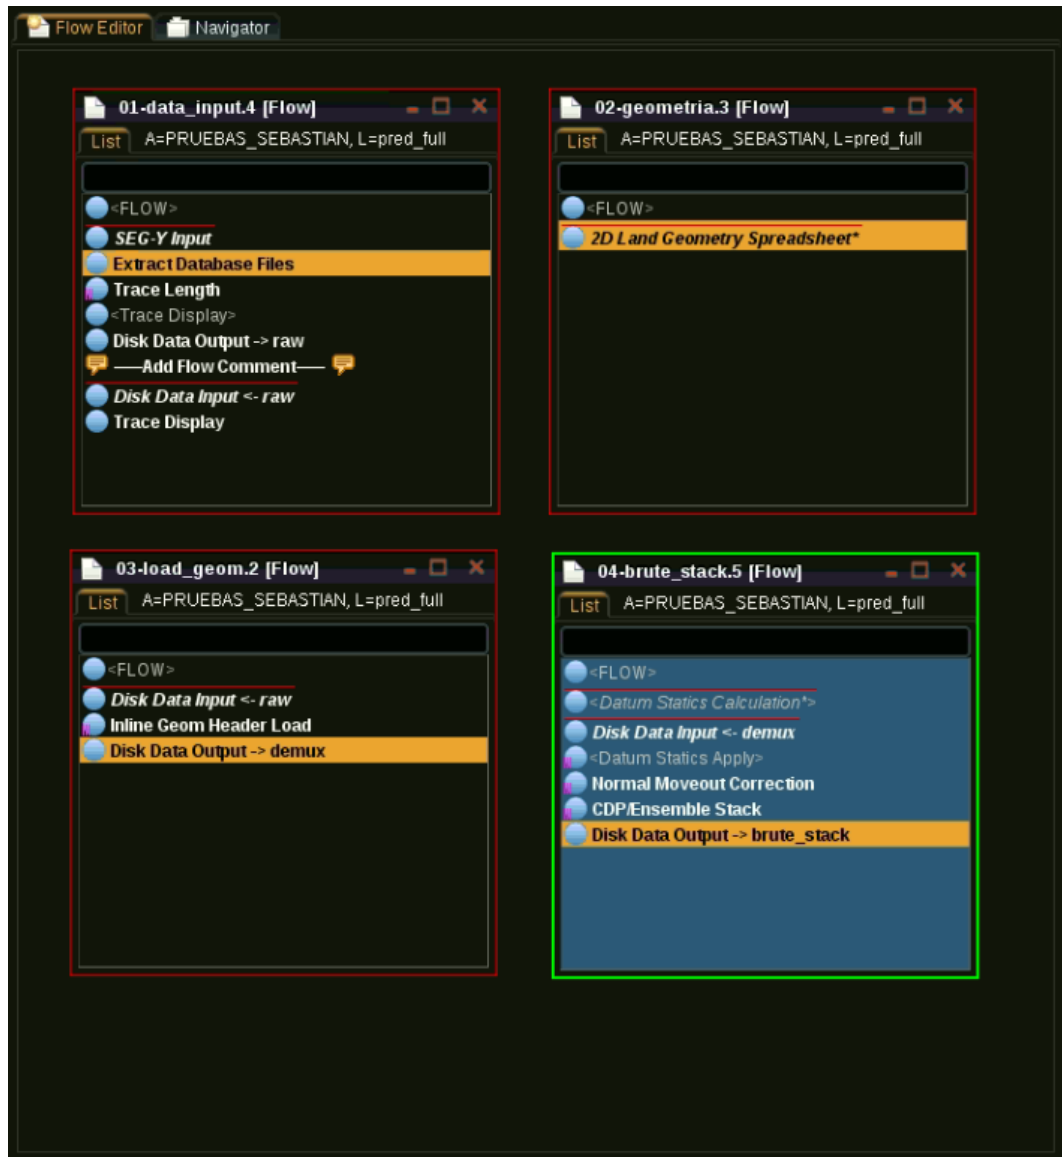 Flow Editor Navigator
01-data_input.4 [Flow]
List A=PRUEBAS_SEBASTIAN, L=pred_full
<FLOW>
SEG-Y Input
Extract Database Files
Trace Length
<Trace Display>
Disk Data Output -> raw
-----Add Flow Comment-----
Disk Data Input <- raw
Trace Display
02-geometria.3 [Flow]
List A=PRUEBAS_SEBASTIAN, L=pred_full
<FLOW>
2D Land Geometry Spreadsheet*
03-load_geom.2 [Flow]
List A=PRUEBAS_SEBASTIAN, L=pred_full
<FLOW>
Disk Data Input <- raw
Inline Geom Header Load
Disk Data Output -> demux
04-brute_stack.5 [Flow]
List A=PRUEBAS_SEBASTIAN, L=pred_full
<FLOW>
<Datum Statics Calculation*>
Disk Data Input <- demux
<Datum Statics Apply>
Normal Moveout Correction
CDP/Ensemble Stack
Disk Data Output -> brute_stack